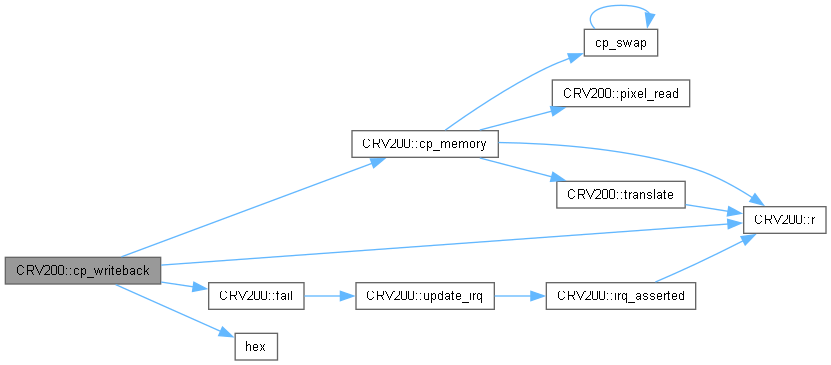 cp_swap
CRV200::pixel_read
CRV200::cp_memory
CRV200::translate
CRV200::r
CRV200::cp_writeback
CRV200::fail
CRV200::update_irq
CRV200::irq_asserted
hex